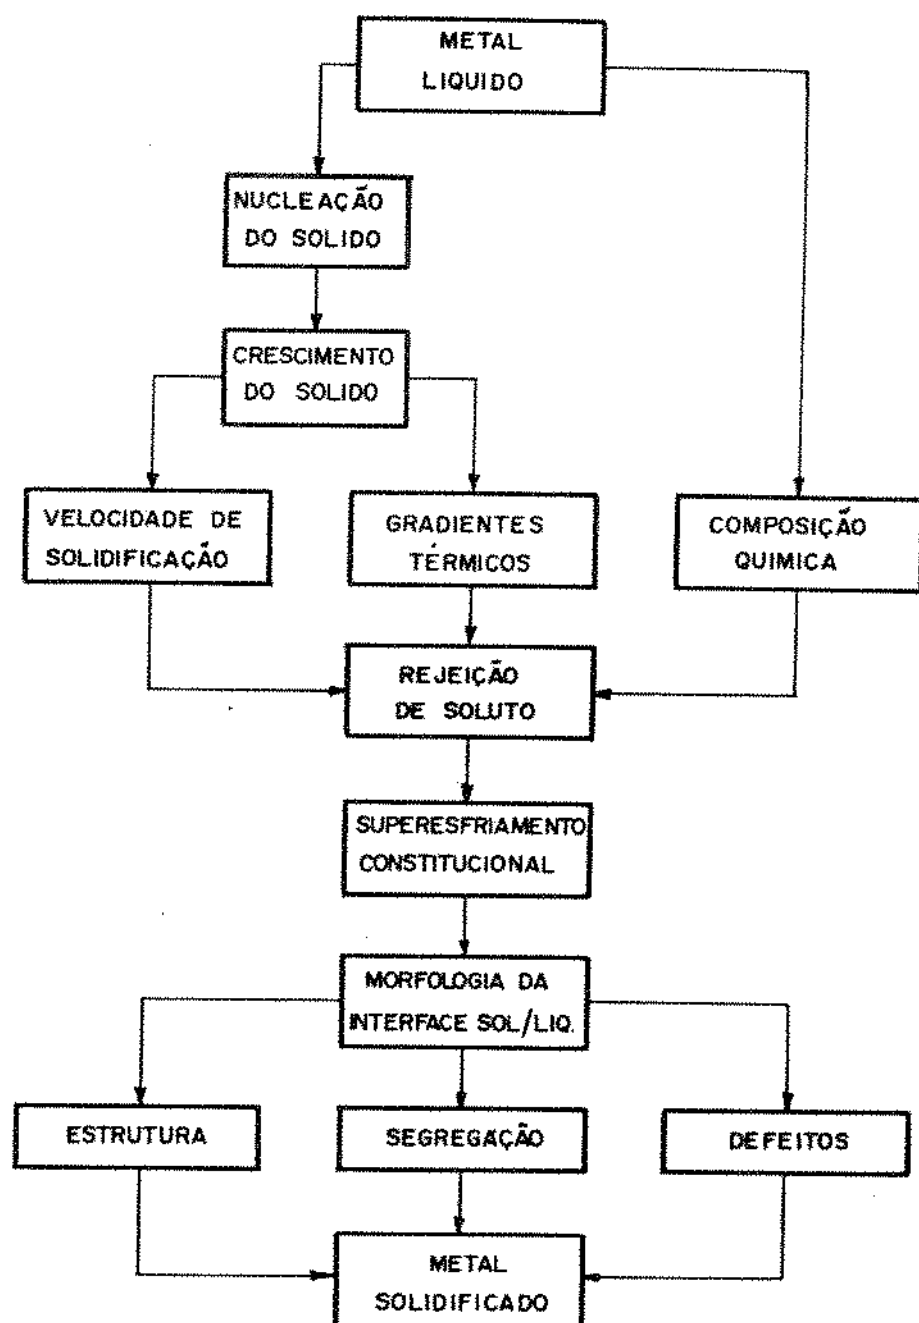 METAL
LIQUIDO
NUCLEAÇÃO
DO SOLIDO
CRESCIMENTO
DO SOLIDO
VELOCIDADE DE
SOLIDIFICAÇÃO
GRADIENTES
TÉRMICOS
COMPOSIÇÃO
QUIMICA
REJEIÇÃO
DE SOLUTO
SUPERESFRIAMENTO
CONSTITUCIONAL
MORFOLOGIA DA
INTERFACE SOL/LIQ.
ESTRUTURA
SEGREGAÇÃO
DEFEITOS
METAL
SOLIDIFICADO